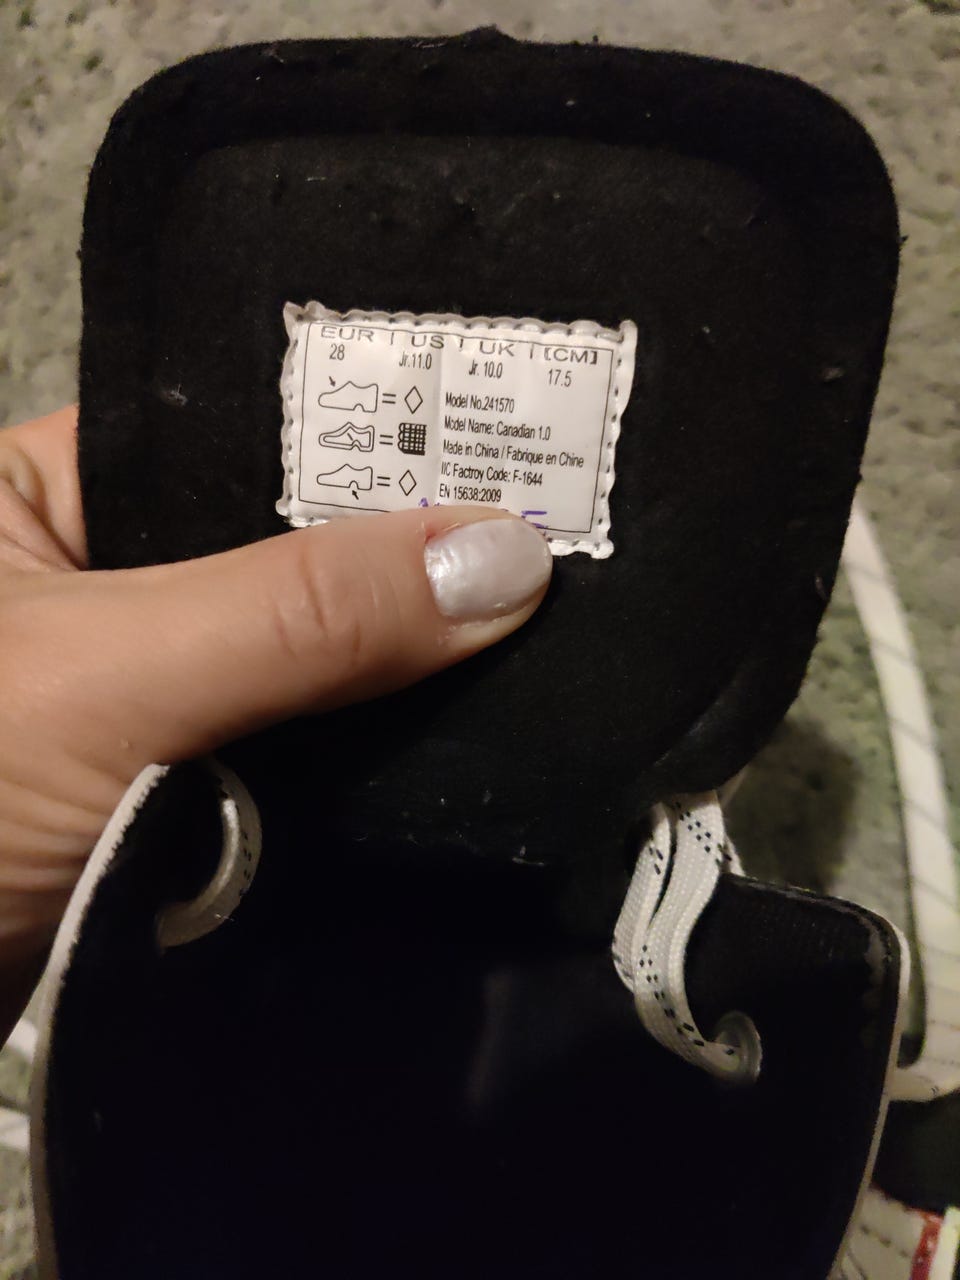 EUR | US | UK | [CM]
28 Jr.11.0 Jr. 10.0 17.5
Model No.241570
Model Name: Canadian 1.0
Made in China / Fabrique en Chine
IIC Factroy Code: F-1644
EN 15638:2009